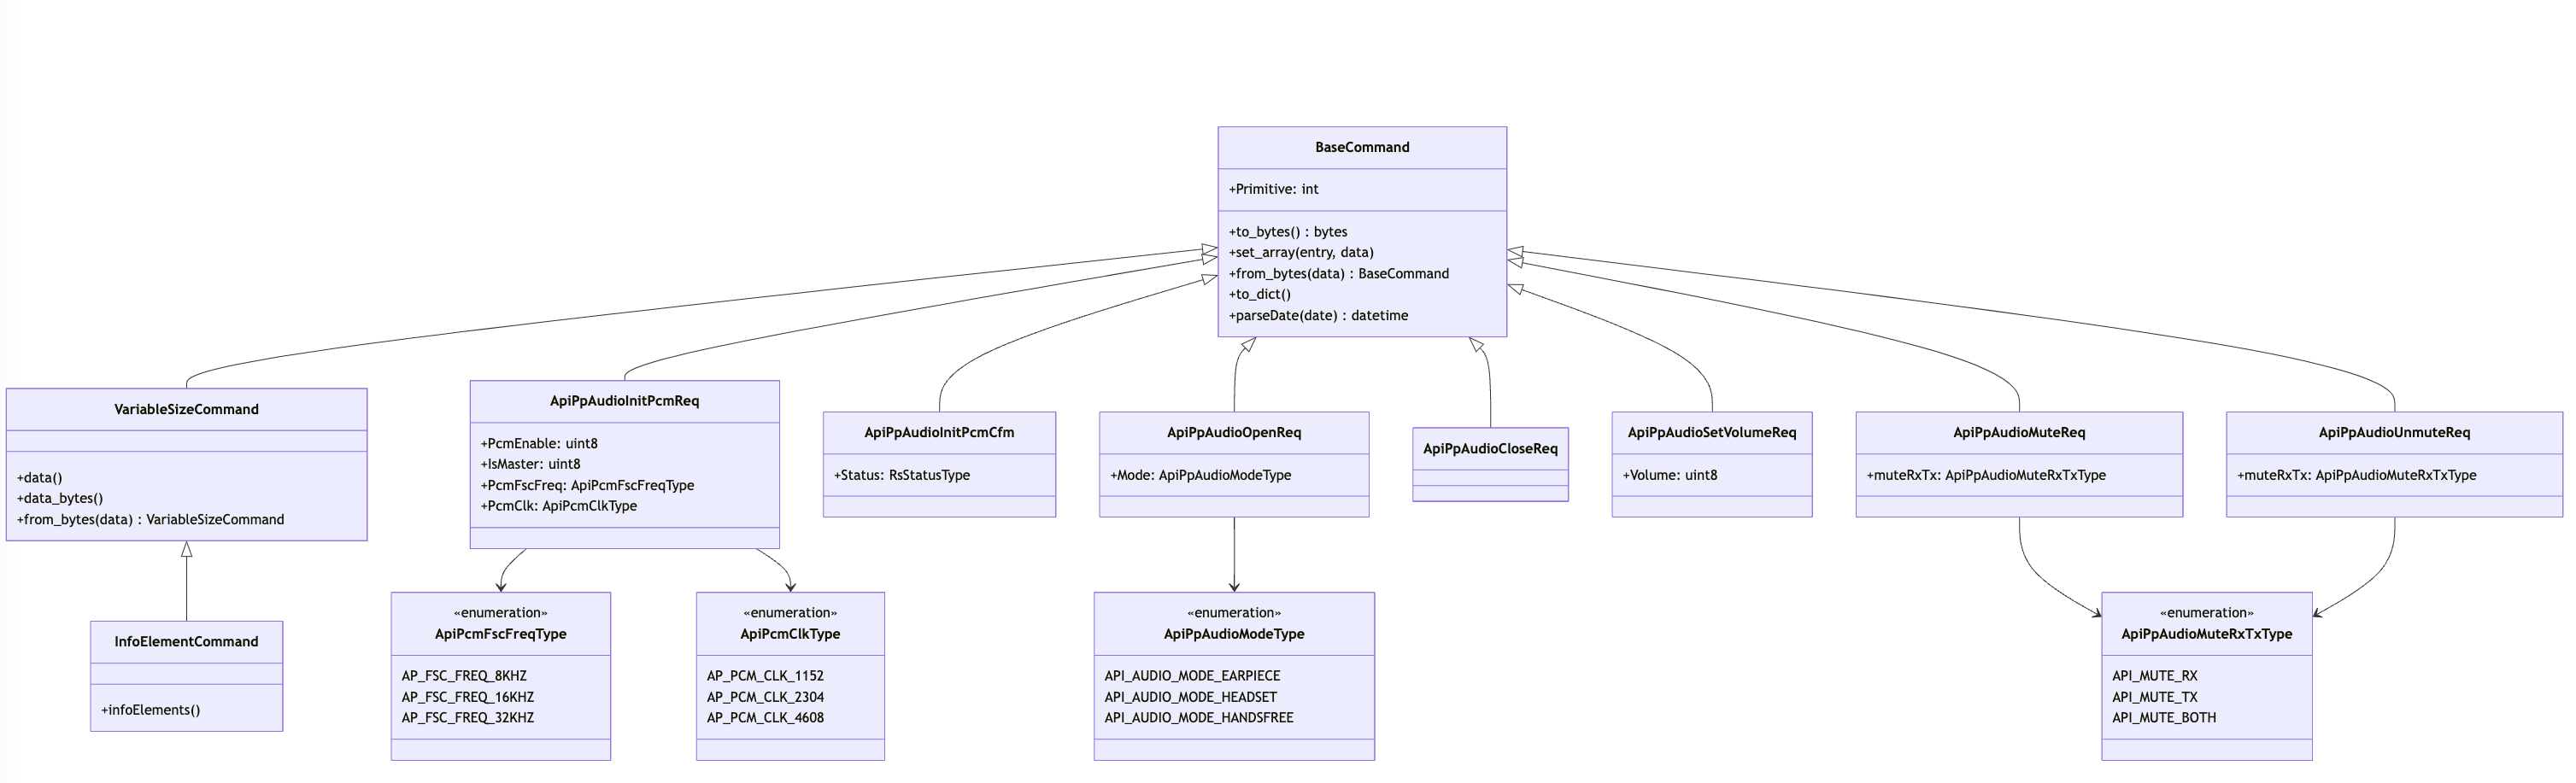 BaseCommand
+Primitive: int
+to_bytes() : bytes
+set_array(entry, data)
+from_bytes(data) : BaseCommand
+to_dict()
+parseDate(date) : datetime
VariableSizeCommand
+data()
+data_bytes()
+from_bytes(data) : VariableSizeCommand
ApiPpAudioInitPcmReq
+PcmEnable: uint8
+IsMaster: uint8
+PcmFscFreq: ApiPcmFscFreqType
+PcmClk: ApiPcmClkType
ApiPpAudioInitPcmCfm
+Status: RsStatusType
ApiPpAudioOpenReq
+Mode: ApiPpAudioModeType
ApiPpAudioCloseReq
ApiPpAudioSetVolumeReq
+Volume: uint8
ApiPpAudioMuteReq
+muteRxTx: ApiPpAudioMuteRxTxType
ApiPpAudioUnmuteReq
+muteRxTx: ApiPpAudioMuteRxTxType
InfoElementCommand
+infoElements()
«enumeration»
ApiPcmFscFreqType
AP_FSC_FREQ_8KHZ
AP_FSC_FREQ_16KHZ
AP_FSC_FREQ_32KHZ
«enumeration»
ApiPcmClkType
AP_PCM_CLK_1152
AP_PCM_CLK_2304
AP_PCM_CLK_4608
«enumeration»
ApiPpAudioModeType
API_AUDIO_MODE_EARPIECE
API_AUDIO_MODE_HEADSET
API_AUDIO_MODE_HANDSFREE
«enumeration»
ApiPpAudioMuteRxTxType
API_MUTE_RX
API_MUTE_TX
API_MUTE_BOTH